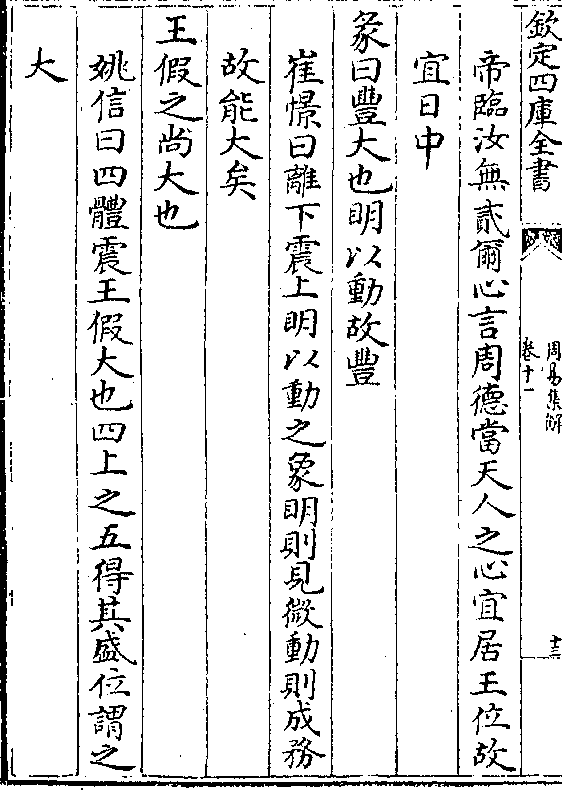 欽定四庫全書
周易集解
卷十一
十三
帝臨汝無貳爾心言周德當天人之心宜居王位故
宜日中
彖曰豐大也明以動故豐
崔憬曰離下震上明以動之象明則見微動則成務
故能大矣
王假之尚大也
姚信曰四體震王假大也四上之五得其盛位謂之
大